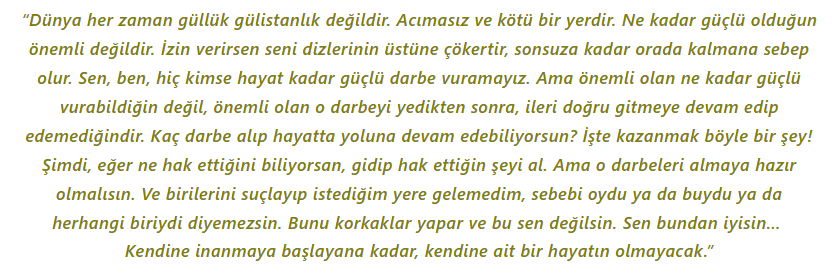 “Dünya her zaman güllük gülistanlık değildir. Acımasız ve kötü bir yerdir. Ne kadar güçlü olduğun
önemli değildir. İzin verirsen seni dizlerinin üstüne çökertir, sonsuza kadar orada kalmana sebep
olur. Sen, ben, hiç kimse hayat kadar güçlü darbe vuramayız. Ama önemli olan ne kadar güçlü
vurabildiğin değil, önemli olan o darbeyi yedikten sonra, ileri doğru gitmeye devam edip
edemediğindir. Kaç darbe alıp hayatta yoluna devam edebiliyorsun? İşte kazanmak böyle bir şey!
Şimdi, eğer ne hak ettiğini biliyorsan, gidip hak ettiğin şeyi al. Ama o darbeleri almaya hazır
olmalısın. Ve birilerini suçlayıp istediğim yere gelemedim, sebebi oydu ya da buydu ya da
herhangi biriydi diyemezsin. Bunu korkaklar yapar ve bu sen değilsin. Sen bundan iyisin...
Kendine inanmaya başlayana kadar, kendine ait bir hayatın olmayacak.”